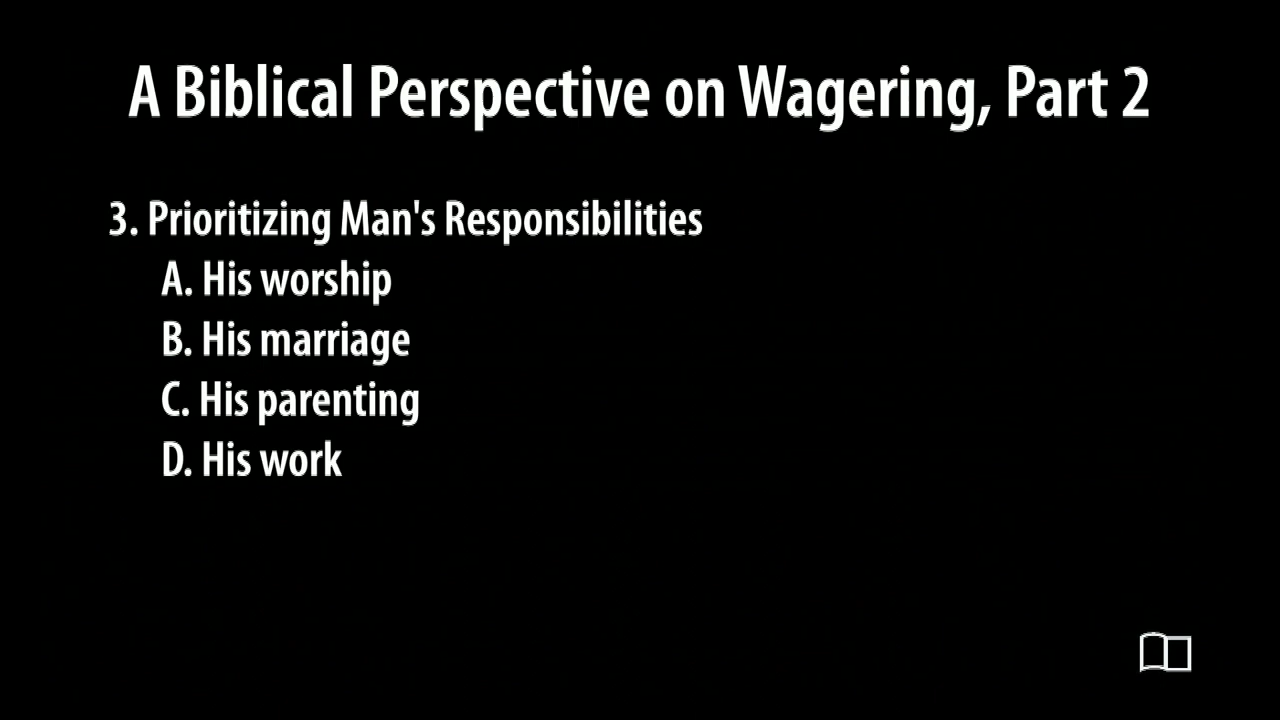 A Biblical Perspective on Wagering, Part 2
3. Prioritizing Man's Responsibilities
A. His worship
B. His marriage
C. His parenting
D. His work